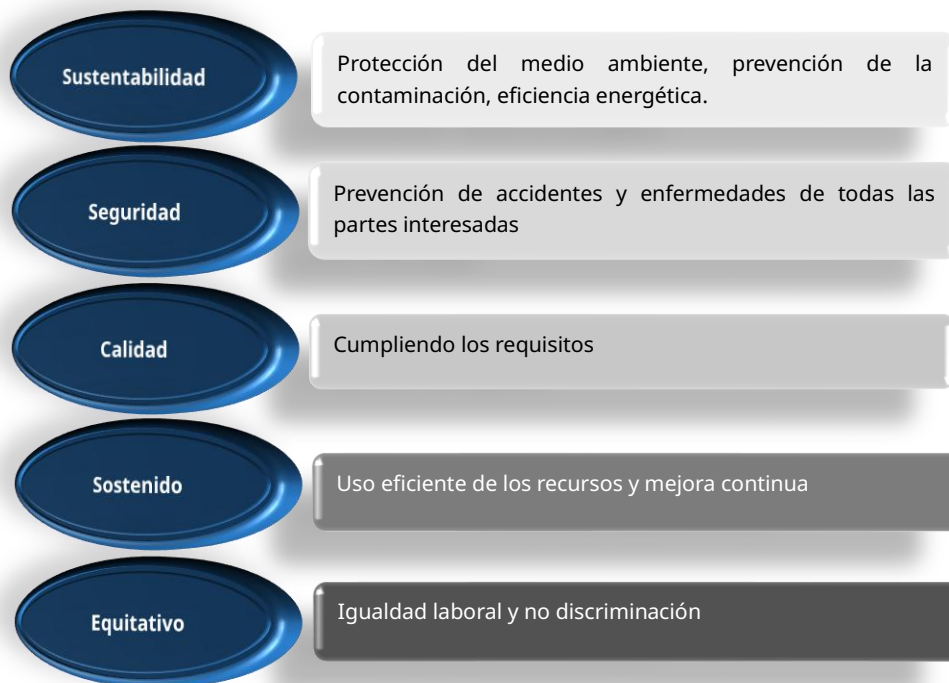 Sustentabilidad
Protección del medio ambiente, prevención de la
contaminación, eficiencia energética.
Seguridad
Prevención de accidentes y enfermedades de todas las
partes interesadas
Calidad
Cumpliendo los requisitos
Sostenido
Uso eficiente de los recursos y mejora continua
Equitativo
Igualdad laboral y no discriminación